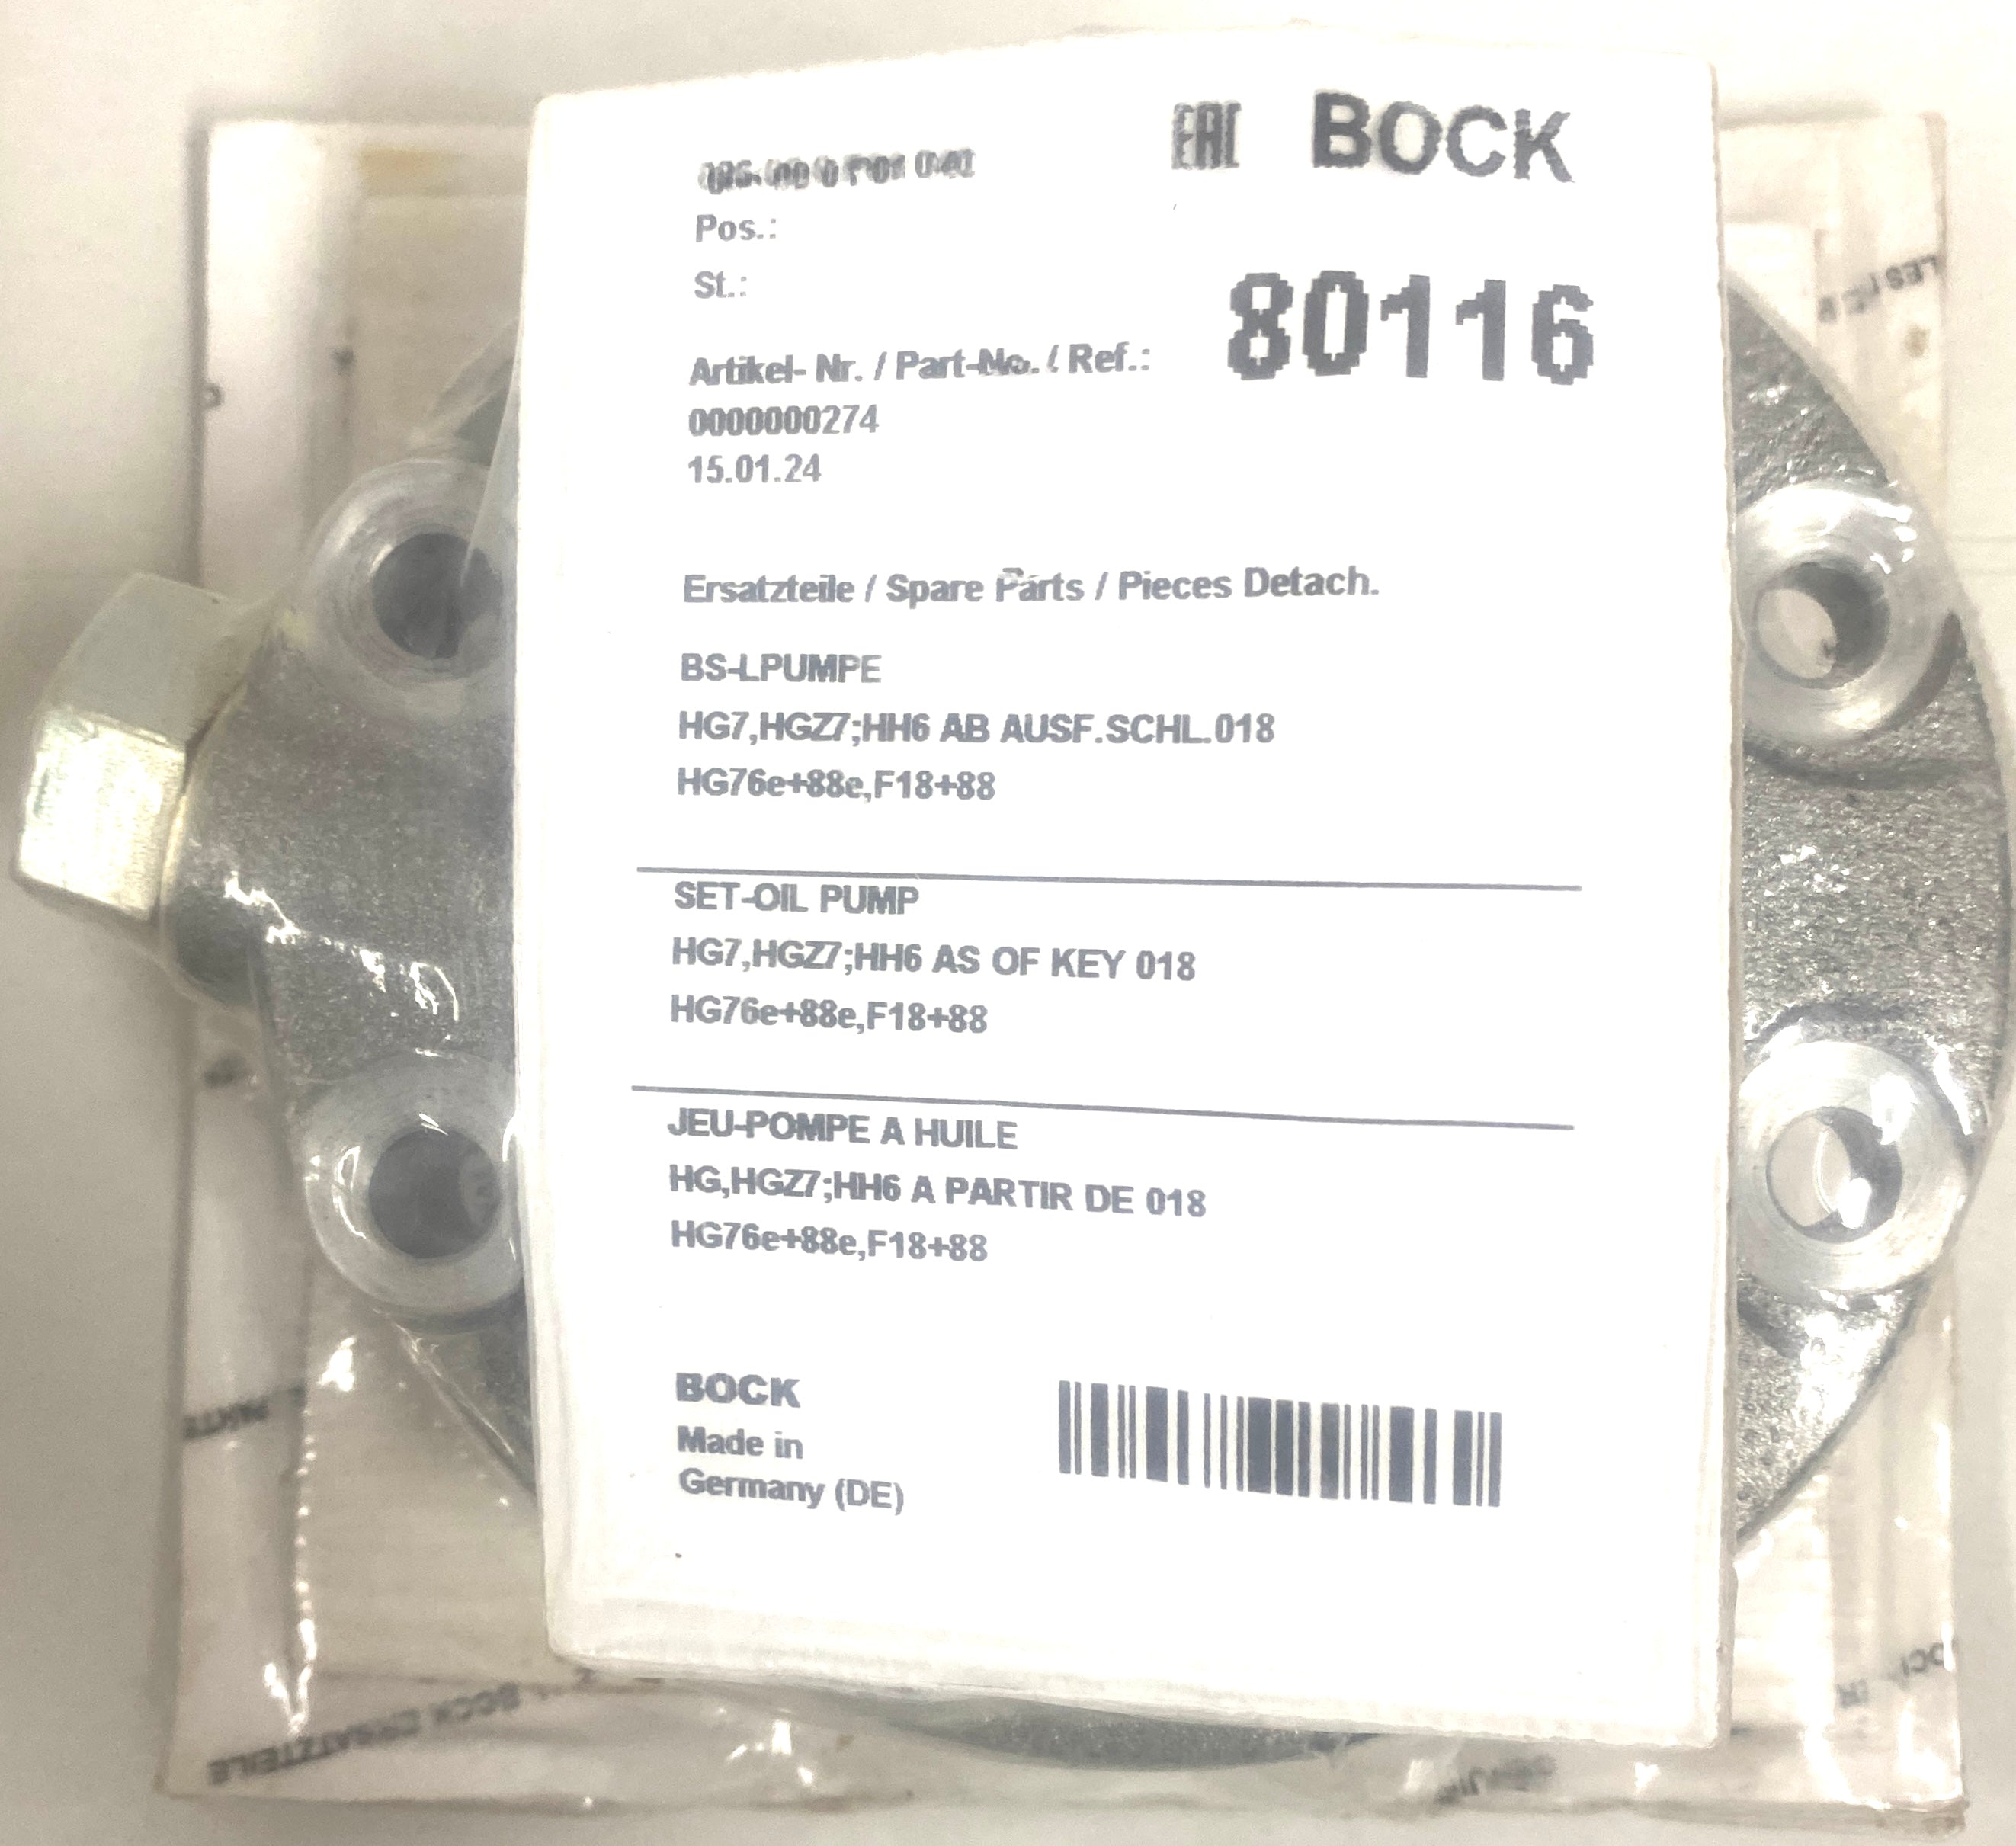 EAC BOCK
Pos.:
St.:
80116
Artikel- Nr. / Part-No. / Ref.:
0000000274
15.01.24
Ersatzteile / Spare Parts / Pieces Detach.
BS-LPUMPE
HG7,HGZ7;HH6 AB AUSF.SCHL.018
HG76e+88e,F18+88
SET-OIL PUMP
HG7,HGZ7;HH6 AS OF KEY 018
HG76e+88e,F18+88
JEU-POMPE A HUILE
HG,HGZ7;HH6 A PARTIR DE 018
HG76e+88e,F18+88
BOCK
Made in
Germany (DE)
PARTS
BOCK ERSATZTEILE